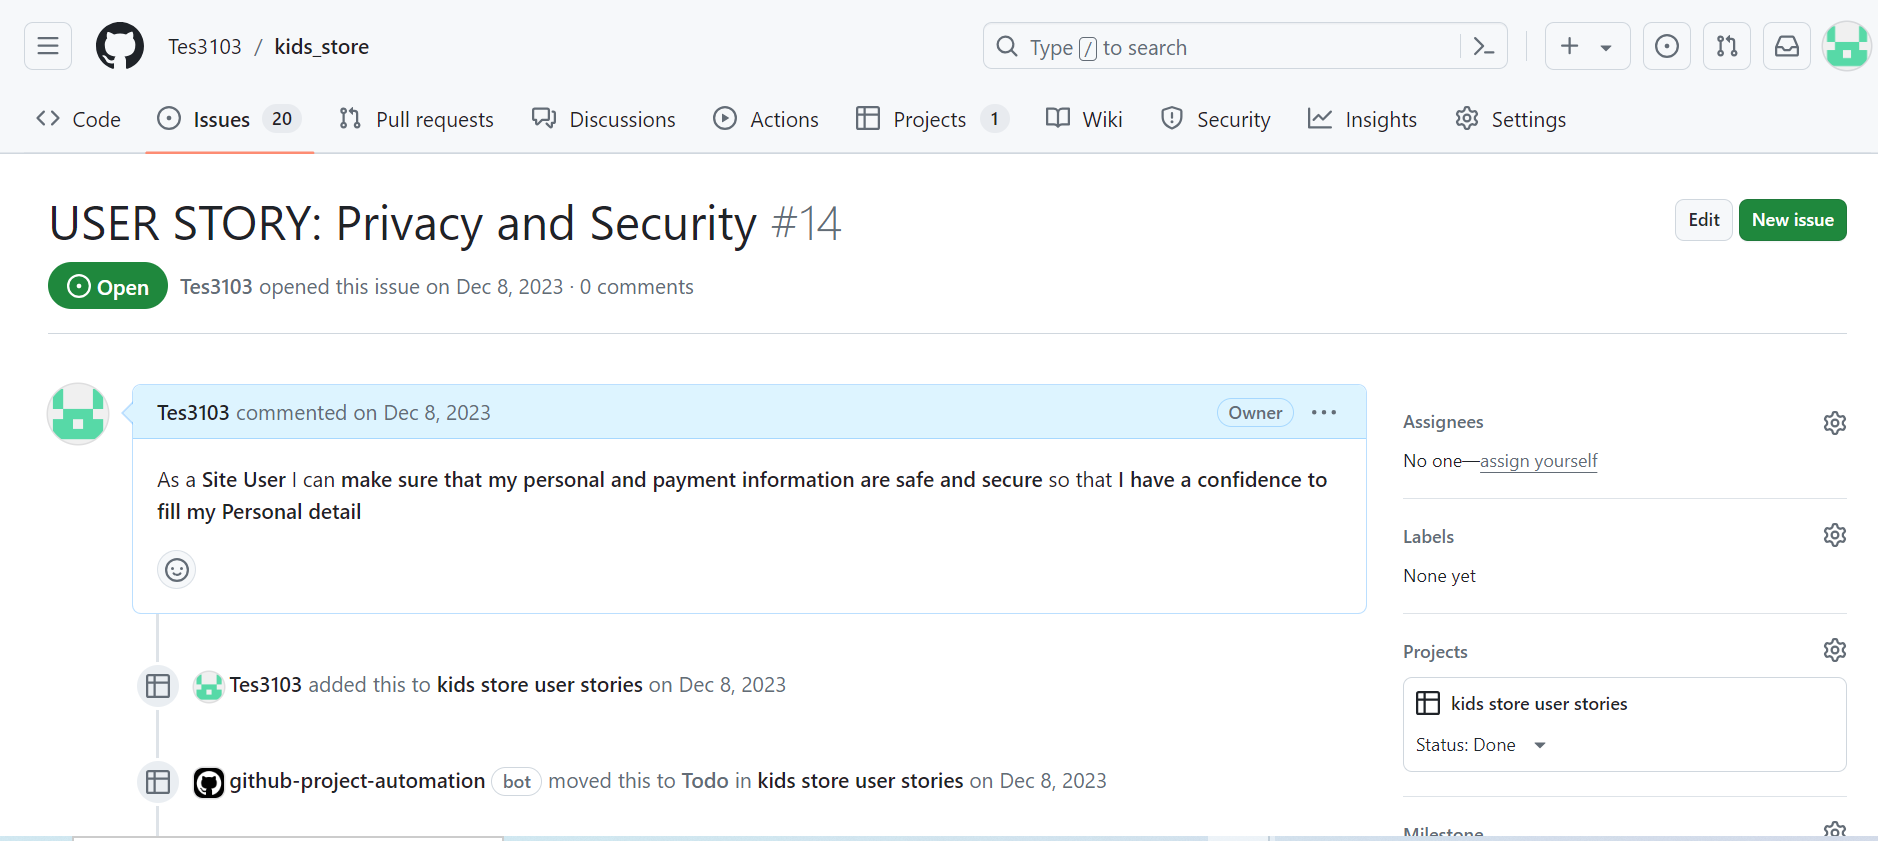 Tes3103 / kids_store
Type / to search
Code
Issues 20
Pull requests
Discussions
Actions
Projects 1
Wiki
Security
Insights
Settings
USER STORY: Privacy and Security #14
Edit
New issue
Open
Tes3103 opened this issue on Dec 8, 2023 · 0 comments
Tes3103 commented on Dec 8, 2023
Owner
As a Site User I can make sure that my personal and payment information are safe and secure so that I have a confidence to
fill my Personal detail
Tes3103 added this to kids store user stories on Dec 8, 2023
github-project-automation bot moved this to Todo in kids store user stories on Dec 8, 2023
Assignees
No one—assign yourself
Labels
None yet
Projects
kids store user stories
Status: Done
Milestone